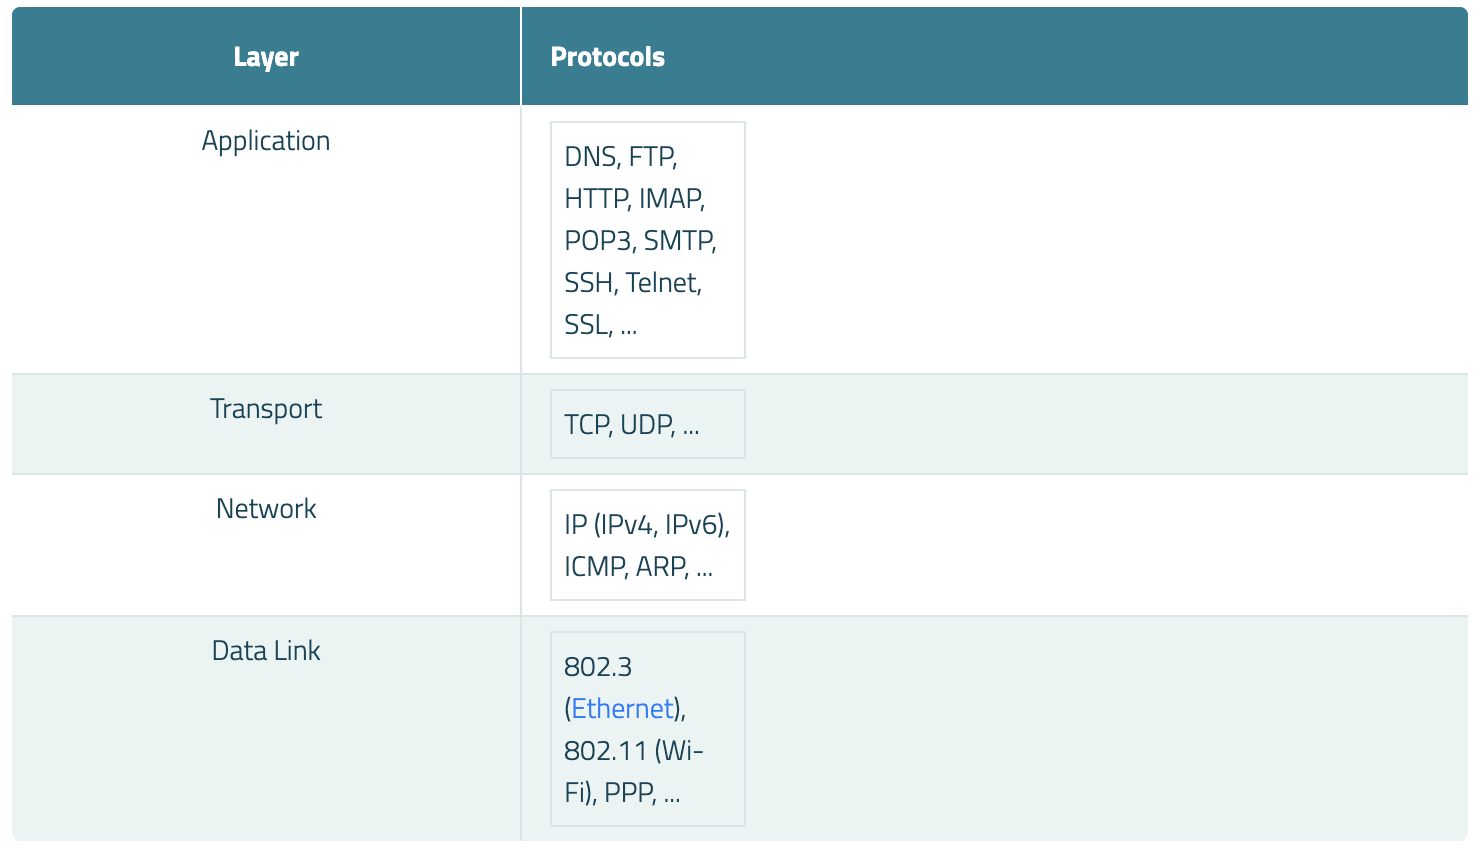 Layer
Protocols
Application
DNS, FTP,
HTTP, IMAP,
POP3, SMTP,
SSH, Telnet,
SSL, ...
Transport
TCP, UDP, ...
Network
IP (IPv4, IPv6),
ICMP, ARP, ...
Data Link
802.3
(Ethernet),
802.11 (Wi-
Fi), PPP, ...